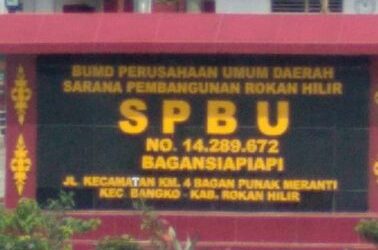 BUMD PERUSAHAAN UMUM DAERAH
SARANA PEMBANGUNAN ROKAN HILIR
SPBU
NO. 14.289.672
BAGANSIAPIAPI
JL. KECAMATAN KM. 4 BAGAN PUNAK MERANTI
KEC. BANGKO - KAB. ROKAN HILIR